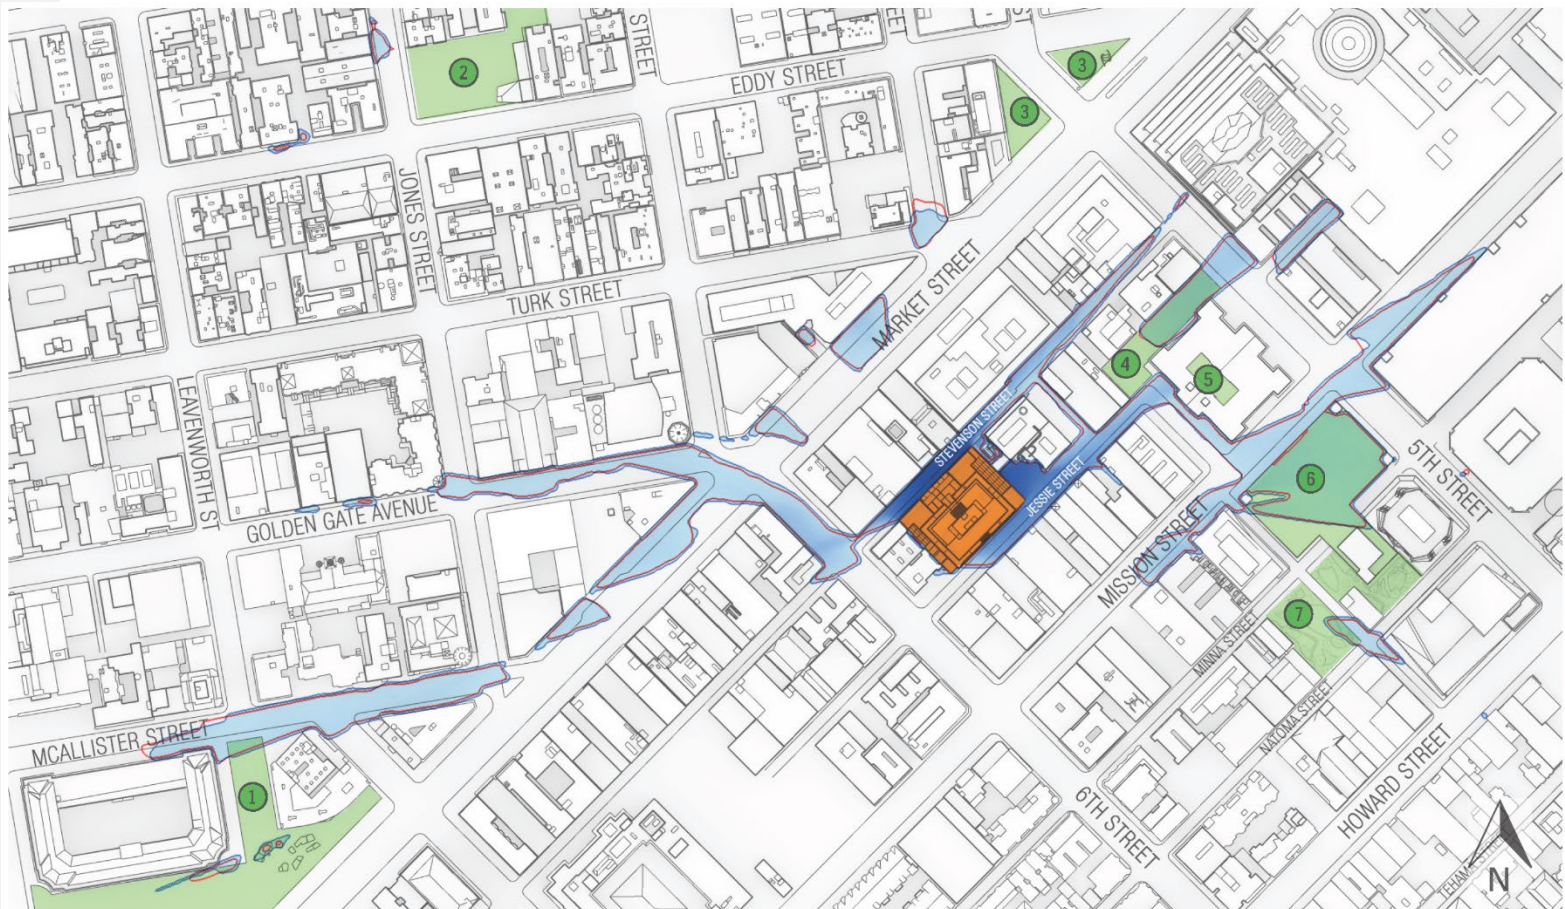 STREET
2
EDDY STREET
3
3
JONES STREET
TURK STREET
MARKET STREET
4
5
LEAVENWORTH ST
GOLDEN GATE AVENUE
STEVENSON STREET
JESSIE STREET
MISSION STREET
6
5TH STREET
7
MINNA STREET
NATOMA STREET
MCALLISTER STREET
1
6TH STREET
HOWARD STREET
N